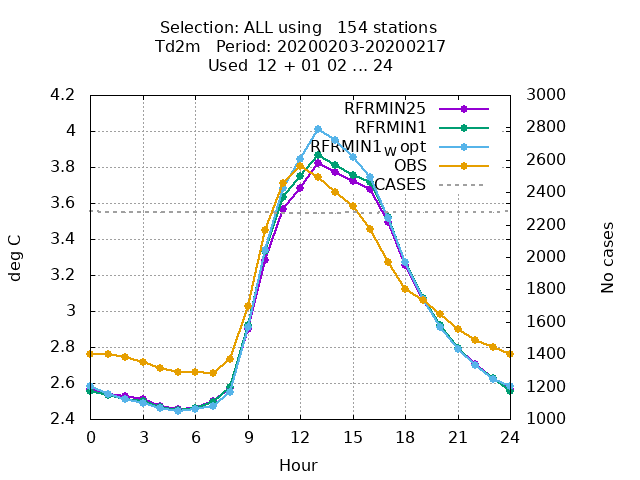 Selection: ALL using   154 stations
Td2m   Period: 20200203-20200217
Used  12 + 01 02 ... 24
4.2
4
3.8
3.6
3.4
3.2
3
2.8
2.6
2.4
deg C
RFRMIN25
RFRMIN1
RFRMIN1w opt
OBS
CASES
3000
2800
2600
2400
2200
2000
1800
1600
1400
1200
1000
No cases
0 3 6 9 12 15 18 21 24
Hour